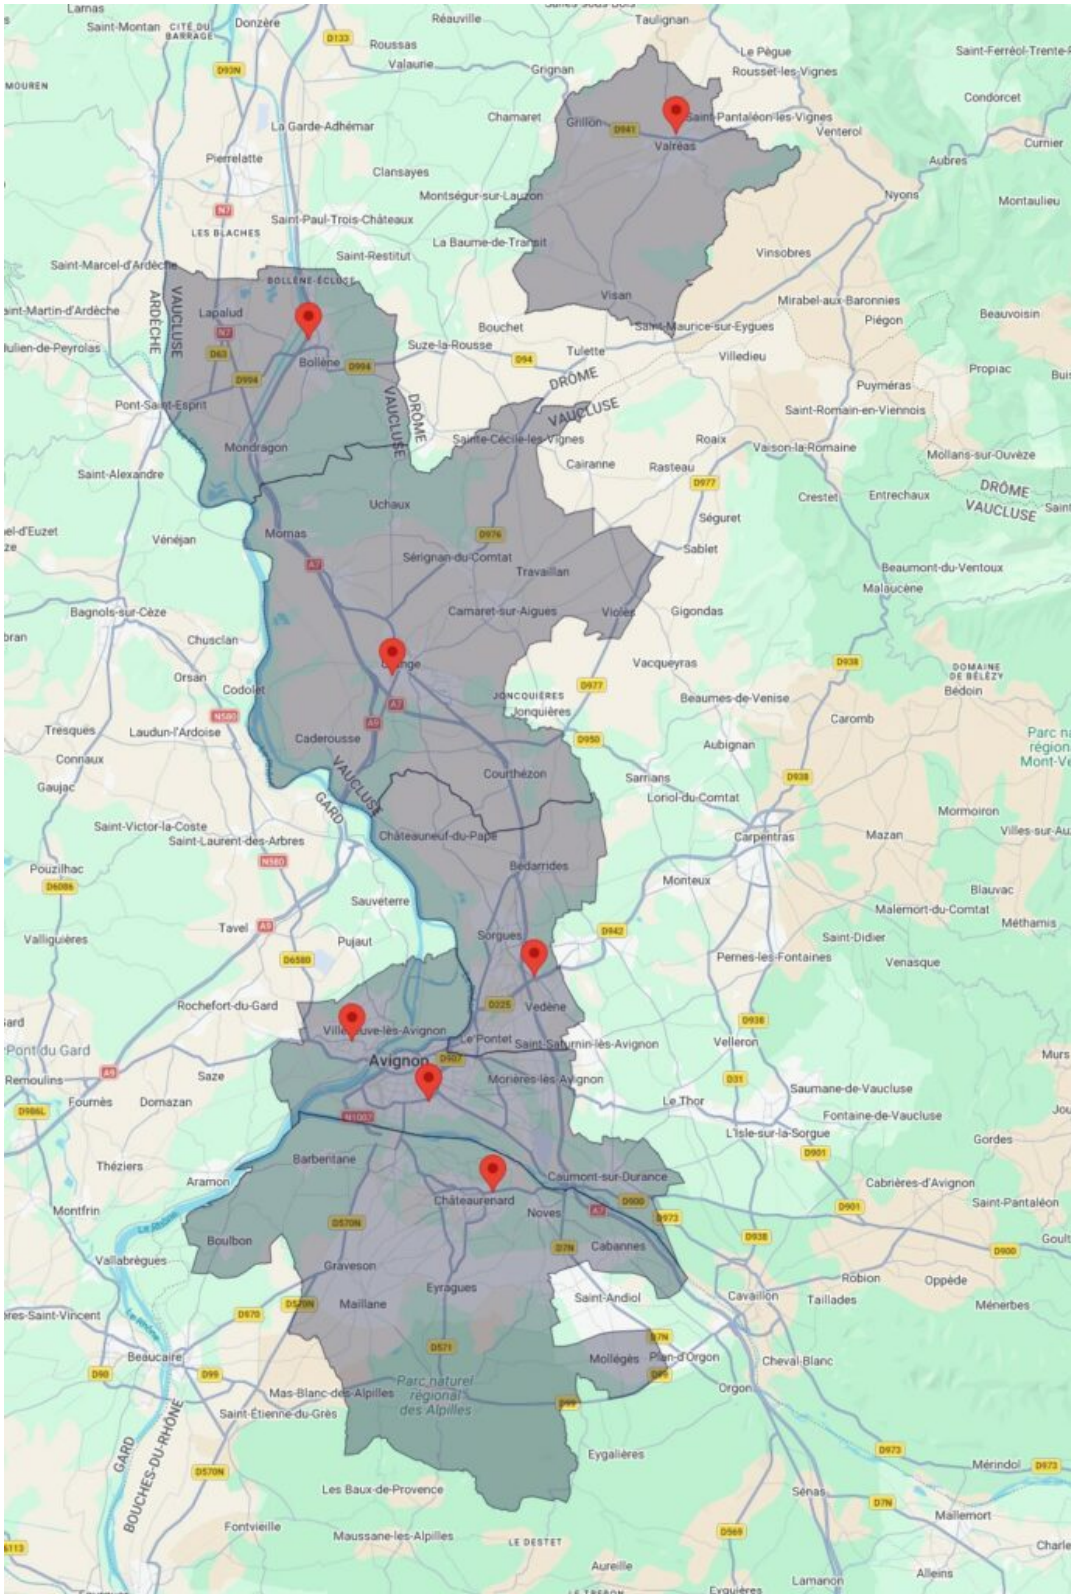 Larnas
Saint-Montan
CITÉ DU
BARRAGE
Donzère
Réauville
Taulignan
D133
Roussas
Valaurie
Grignan
Le Pègue
Rousset-les-Vignes
Saint-Ferréol-Trente-
D93N
Condorcet
La Garde-Adhémar
Chamaret
Grillon
D941
Saint-Pantaléon-les-Vignes
Venterol
Valréas
Curnier
Aubres
Pierrelatte
Clansayes
Montségur-sur-Lauzon
Nyons
Montaulieu
N7
LES BLACHES
Saint-Paul-Trois-Châteaux
La Baume-de-Transit
Saint-Restitut
Vinsobres
Saint-Marcel-d'Ardèche
BOLLÈNE-ÉCLUSE
Visan
Mirabel-aux-Baronnies
Piégon
Beauvoisin
aint-Martin-d'Ardèche
ARDÈCHE
VAUCLUSE
Lapalud
N7
Bouchet
Saint-Maurice-sur-Eygues
Julien-de-Peyrolas
D63
Bollène
D994
D994
Suze-la-Rousse
D94
Tulette
Villedieu
Propiac
DRÔME
VAUCLUSE
Puyméras
Pont-Saint-Esprit
DRÔME
VAUCLUSE
Saint-Romain-en-Viennois
Mondragon
Sainte-Cécile-les-Vignes
Roaix
Vaison-la-Romaine
Mollans-sur-Ouvèze
Saint-Alexandre
Cairanne
Rasteau
D977
Crestet
Entrechaux
DRÔME
VAUCLUSE
Uchaux
Séguret
Vénéjan
Mornas
D976
Sablet
A7
Sérignan-du-Comtat
Travaillan
Beaumont-du-Ventoux
Malaucène
Bagnols-sur-Cèze
Camaret-sur-Aigues
Violès
Gigondas
Chusclan
Vacqueyras
D938
Orsan
DOMAINE
DE BÉLÉZY
Bédoin
Codolet
JONCQUIÈRES
Jonquières
D977
Beaumes-de-Venise
A7
A9
N580
Caromb
Tresques
Laudun-l'Ardoise
Caderousse
D950
Aubignan
Connaux
Courthézon
Sarrians
D938
Gaujac
VAUCLUSE
GARD
Loriol-du-Comtat
Mormoiron
Saint-Victor-la-Coste
Châteauneuf-du-Pape
Carpentras
Mazan
Saint-Laurent-des-Arbres
N580
Bédarrides
Pouzilhac
D6086
Monteux
Blauvac
Sauveterre
Malemort-du-Comtat
Méthamis
Tavel
A9
Valliguières
Pujaut
Sorgues
D942
Saint-Didier
D6580
Pernes-les-Fontaines
Venasque
Rochefort-du-Gard
D225
Vedène
D938
Villeneuve-lès-Avignon
Le Pontet
Saint-Saturnin-lès-Avignon
Velleron
Pont du Gard
Avignon
D907
Remoulins
A9
Saze
Morières-lès-Avignon
D31
Saumane-de-Vaucluse
D986L
Fournès
Domazan
N1007
Le Thor
Fontaine-de-Vaucluse
L'Isle-sur-la-Sorgue
Gordes
Théziers
Barbentane
Caumont-sur-Durance
D901
Aramon
Cabrières-d'Avignon
Châteaurenard
D900
Saint-Pantaléon
Montfrin
D570N
Noves
A7
D973
D901
Le Rhône
D7N
Cabannes
D938
D900
Boulbon
Vallabrègues
Graveson
Robion
Oppède
Eyragues
Saint-Andiol
Cavaillon
Taillades
Ménerbes
D570N
Maillane
D970
Le Rhône
D7N
Beaucaire
D571
Mollégès
Plan-d'Orgon
Cheval-Blanc
D90
D99
D99
Parc naturel
régional
des Alpilles
Mas-Blanc-des-Alpilles
Orgon
D99
Saint-Étienne-du-Grès
GARD
BOUCHES-DU-RHÔNE
Eygalières
D973
D570N
Mérindol
D973
Les Baux-de-Provence
Sénas
D7N
Fontvieille
Mallemort
Maussane-les-Alpilles
LE DESTET
D569
Aureille
Alleins
Lamanon
Eyguières